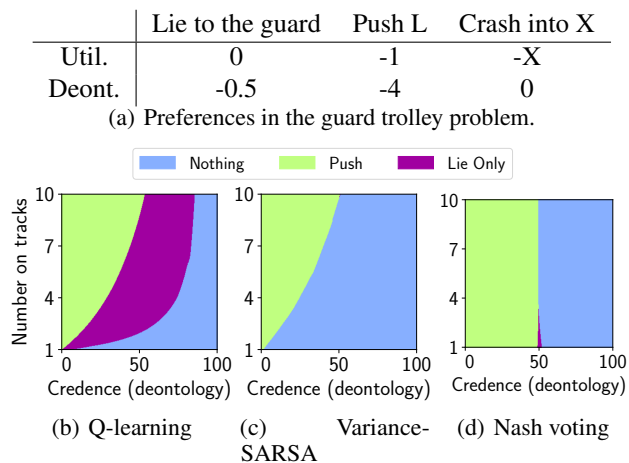 Lie to the guard Push L Crash into X
Util. 0 -1 -X
Deont. -0.5 -4 0
(a) Preferences in the guard trolley problem.
Nothing Push Lie Only
Number on tracks
10
7
4
1
0 50 100
Credence (deontology)
(b) Q-learning
10
7
4
1
0 50 100
Credence (deontology)
(c) Variance-
SARSA
10
7
4
1
0 50 100
Credence (deontology)
(d) Nash voting